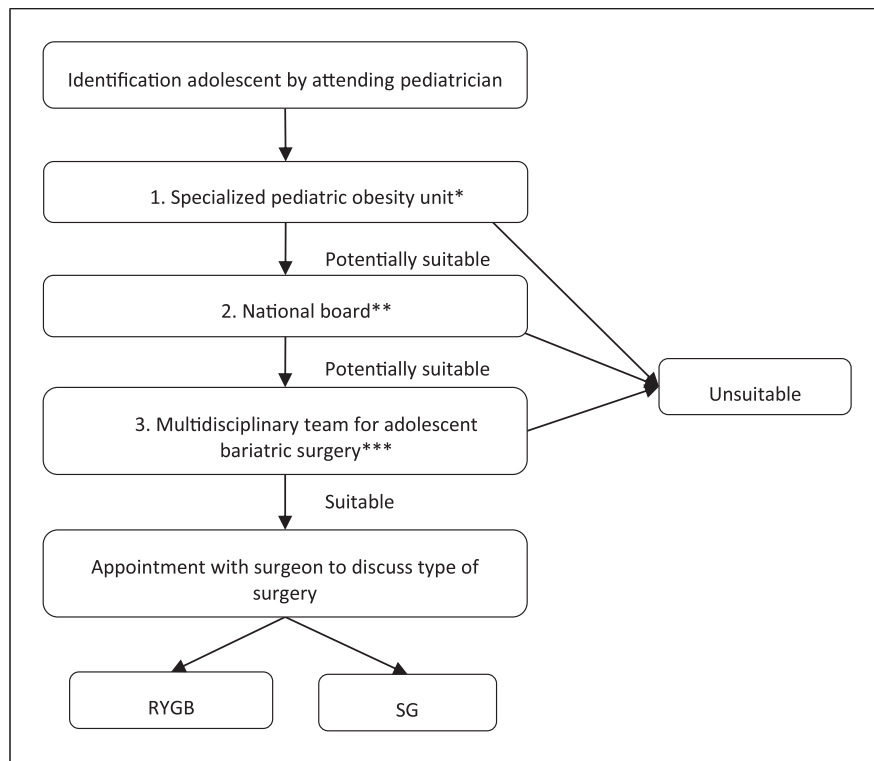 Identification adolescent by attending pediatrician
1. Specialized pediatric obesity unit*
Potentially suitable
2. National board**
Potentially suitable
Unsuitable
3. Multidisciplinary team for adolescent
bariatric surgery***
Suitable
Appointment with surgeon to discuss type of
surgery
RYGB
SG